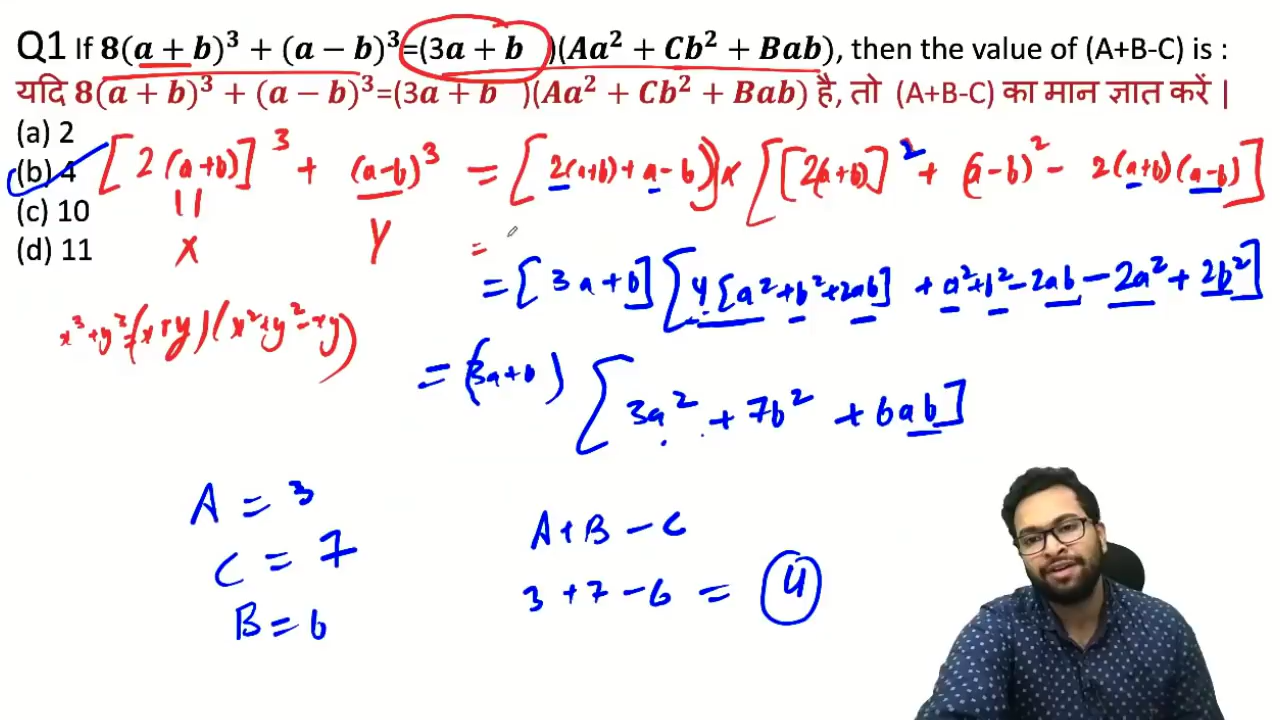 Q1 If 8(a + b)³ + (a − b)³=(3a + b )(Aa² + Cb² + Bab), then the value of (A+B-C) is :
यदि 8(a + b)³ + (a − b)³=(3a + b )(Aa² + Cb² + Bab) है, तो (A+B-C) का मान ज्ञात करें |
(a) 2
(b) 4
(c) 10
(d) 11
[2(a+b)]³ + (a-b)³ = [2(a+b)+a-b)]x[[2(a+b)]² + (a-b)² - 2(a+b)(a-b)]
11
x y =
= [3a+b][4[a²+b²+2ab] + a²+b²-2ab-2a²+2b²]
x³+y³=(x+y)(x²+y²-xy)
= (3a+b) [3a² + 7b² + 6ab]
A = 3
C = 7
B = 6
A+B-C
3+7-6 = 4